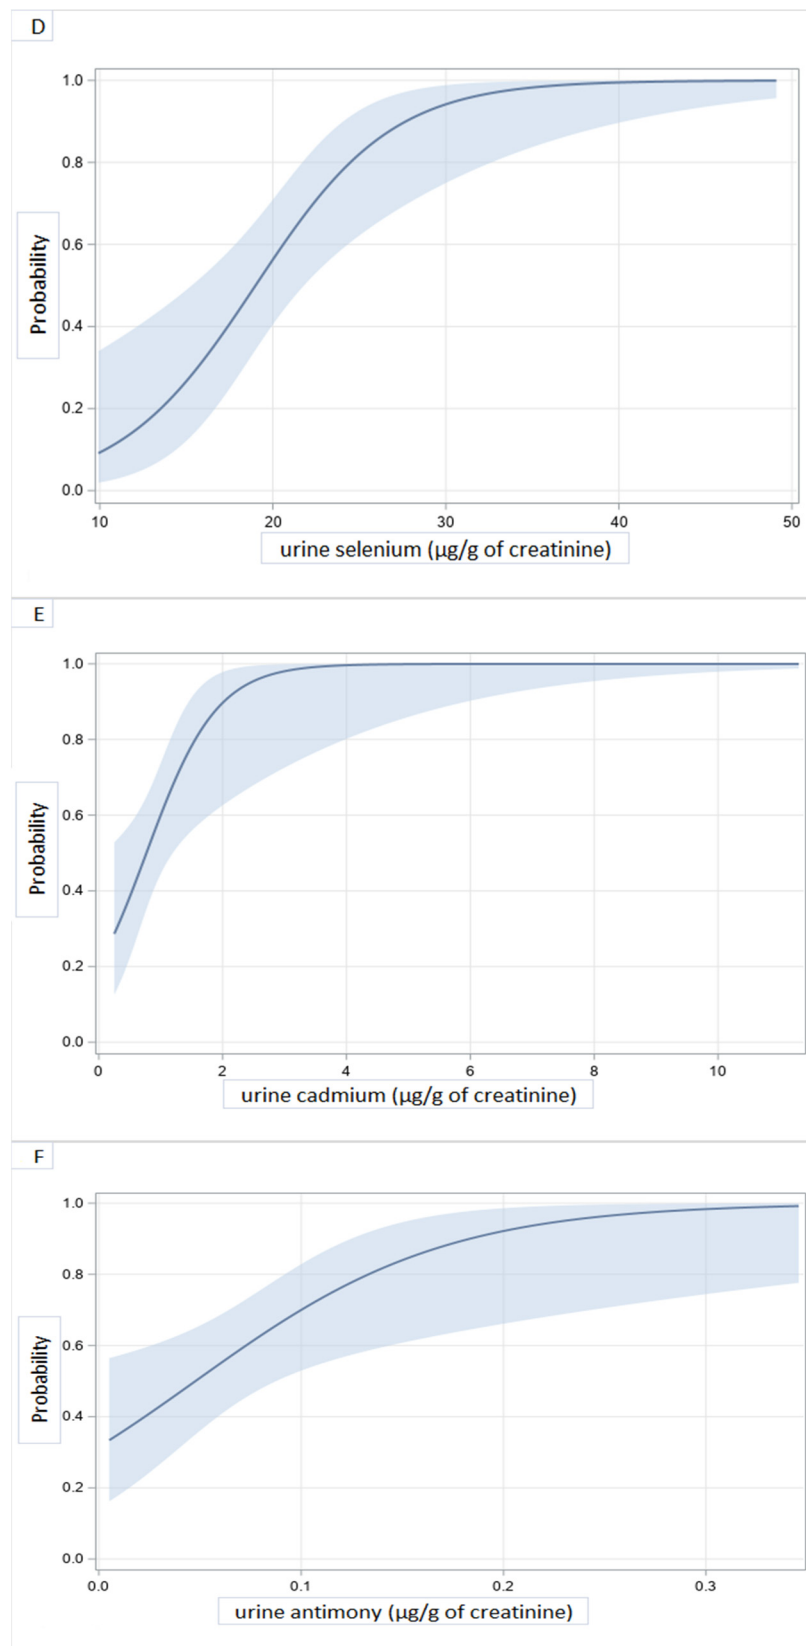 D
1.0
0.8
0.6
0.4
0.2
0.0
Probability
10 20 30 40 50
urine selenium (µg/g of creatinine)
E
1.0
0.8
0.6
0.4
0.2
0.0
Probability
0 2 4 6 8 10
urine cadmium (µg/g of creatinine)
F
1.0
0.8
0.6
0.4
0.2
0.0
Probability
0.0 0.1 0.2 0.3
urine antimony (µg/g of creatinine)